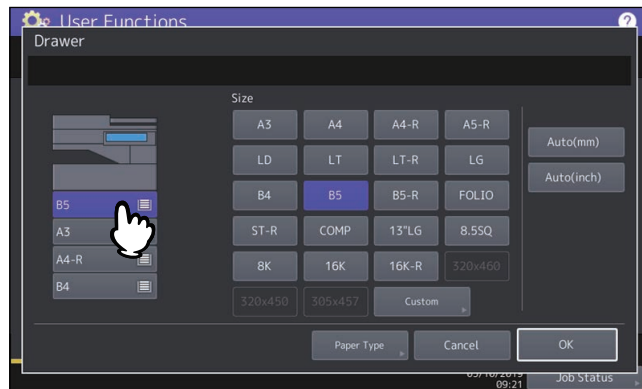 User Functions
?
Drawer
Size
A3 A4 A4-R A5-R
Auto(mm)
LD LT LT-R LG
Auto(inch)
B4 B5 B5-R FOLIO
ST-R COMP 13"LG 8.5SQ
8K 16K 16K-R 320x460
320x450 305x457 Custom
B5
A3
A4-R
B4
Paper Type Cancel OK
09:21 Job Status